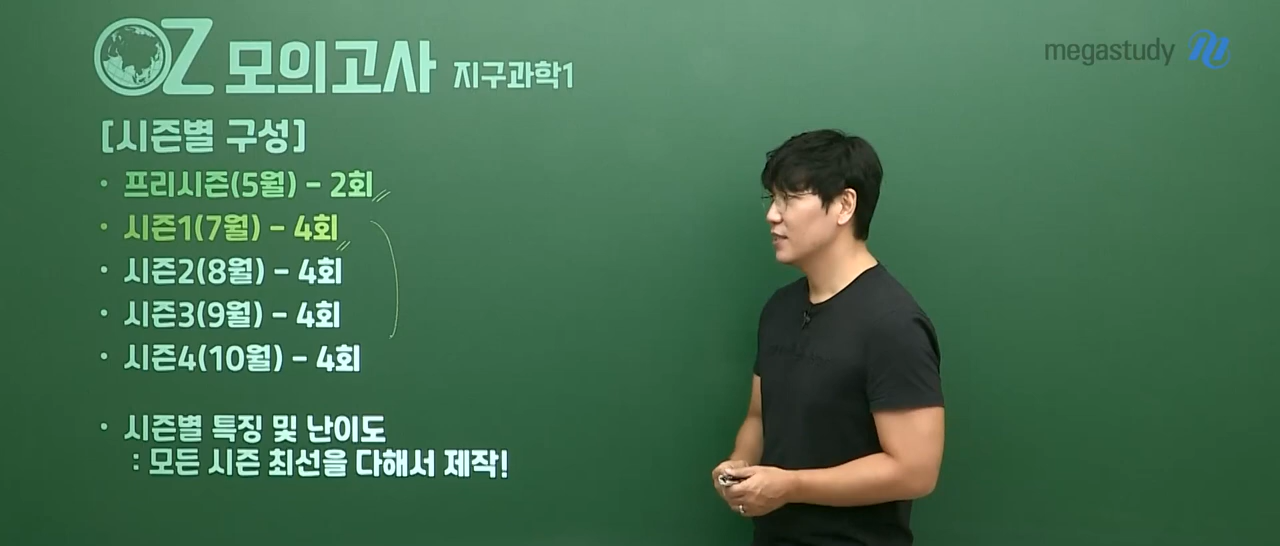 OZ 모의고사 지구과학1
megastudy
[시즌별 구성]
• 프리시즌(5월) - 2회
• 시즌1(7월) - 4회
• 시즌2(8월) - 4회
• 시즌3(9월) - 4회
• 시즌4(10월) - 4회
• 시즌별 특징 및 난이도
: 모든 시즌 최선을 다해서 제작!